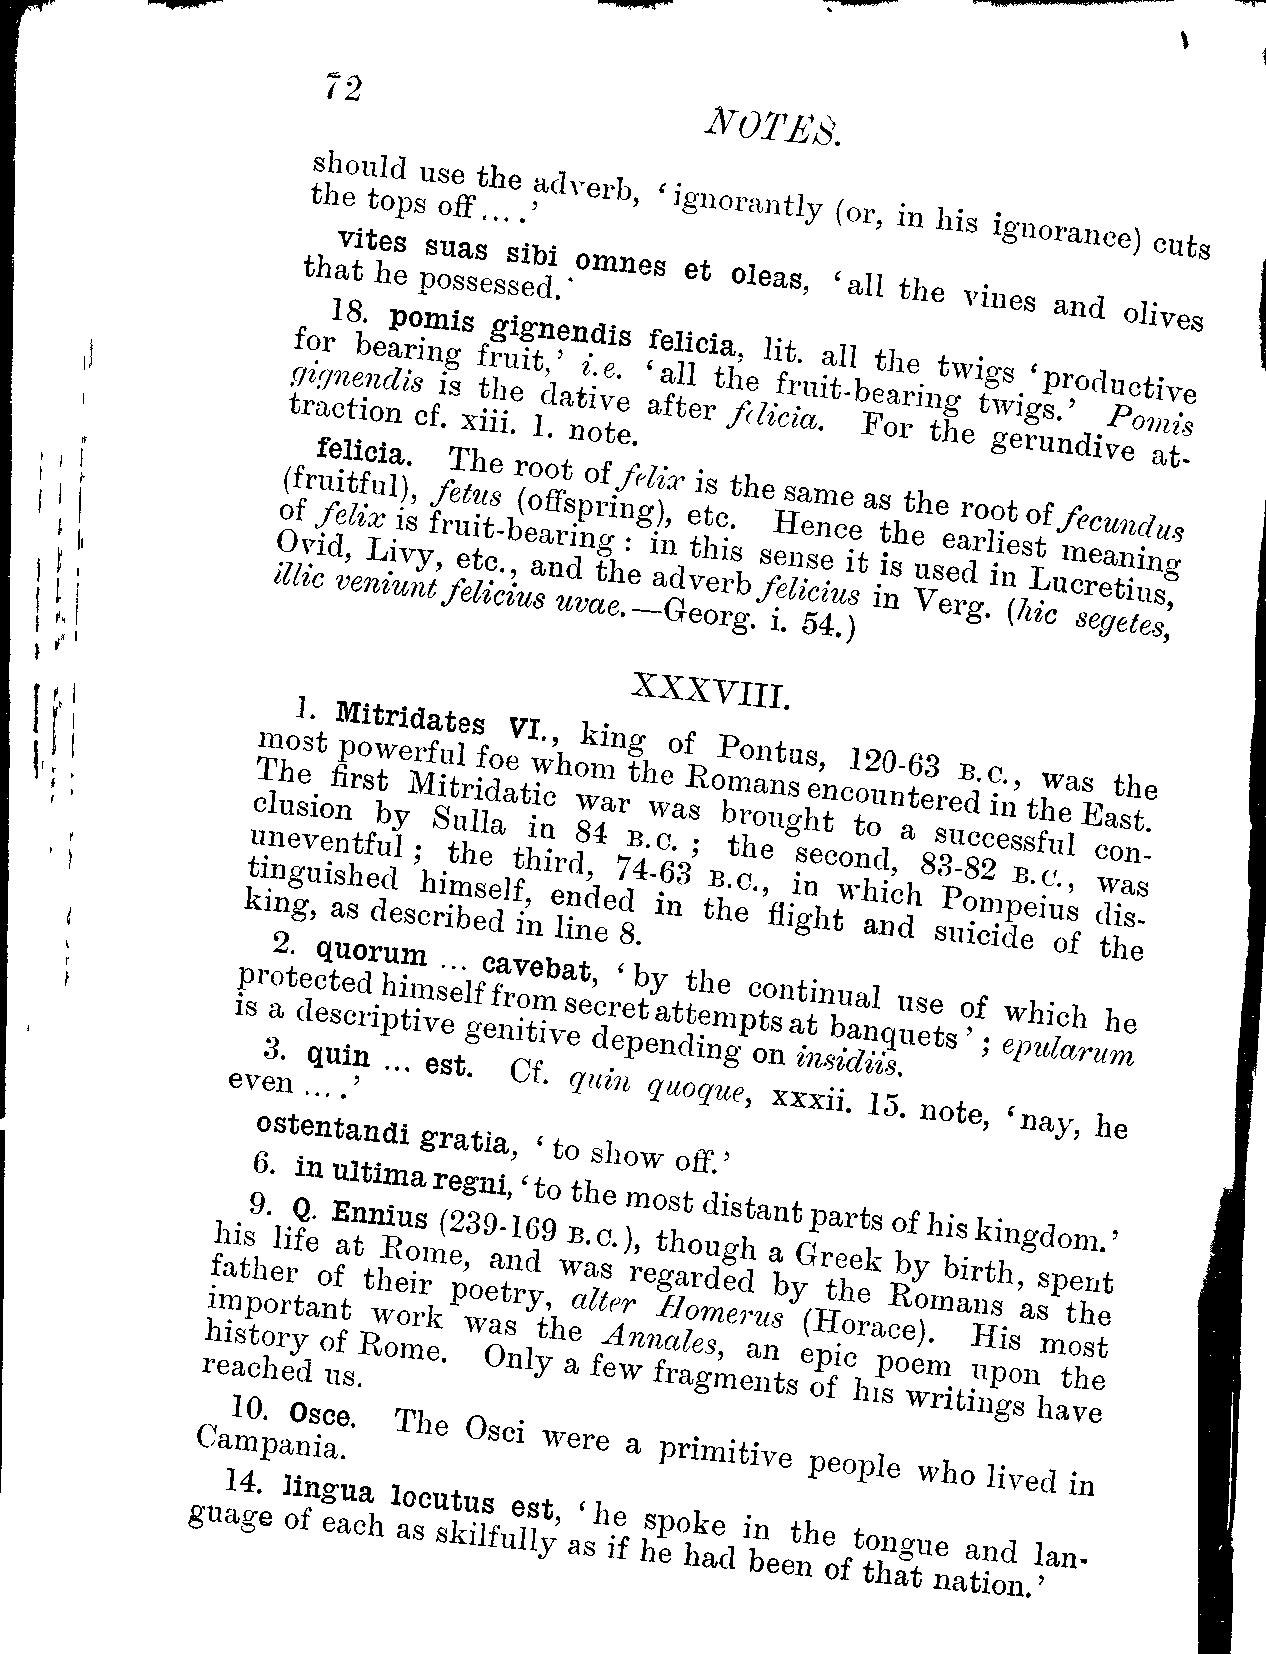 72
NOTES.
should use the adverb, ‘ignorantly (or, in his ignorance) cuts
the tops off....’
vites suas sibi omnes et oleas, ‘all the vines and olives
that he possessed.’
18. pomis gignendis felicia, lit. all the twigs ‘productive
for bearing fruit,’ i.e. ‘all the fruit-bearing twigs.’ Pomis
gignendis is the dative after felicia. For the gerundive at-
traction cf. xiii. 1. note.
felicia. The root of felix is the same as the root of fecundus
(fruitful), fetus (offspring), etc. Hence the earliest meaning
of felix is fruit-bearing : in this sense it is used in Lucretius,
Ovid, Livy, etc., and the adverb felicius in Verg. (hic segetes,
illic veniunt felicius uvae.—Georg. i. 54.)
XXXVIII.
1. Mitridates VI., king of Pontus, 120-63 B.C., was the
most powerful foe whom the Romans encountered in the East.
The first Mitridatic war was brought to a successful con-
clusion by Sulla in 84 B.C. ; the second, 83-82 B.C., was
uneventful ; the third, 74-63 B.C., in which Pompeius dis-
tinguished himself, ended in the flight and suicide of the
king, as described in line 8.
2. quorum ... cavebat, ‘by the continual use of which he
protected himself from secret attempts at banquets’ ; epularum
is a descriptive genitive depending on insidiis.
3. quin ... est. Cf. quin quoque, xxxii. 15. note, ‘nay, he
even ....’
ostentandi gratia, ‘to show off.’
6. in ultima regni, ‘to the most distant parts of his kingdom.’
9. Q. Ennius (239-169 B.C.), though a Greek by birth, spent
his life at Rome, and was regarded by the Romans as the
father of their poetry, alter Homerus (Horace). His most
important work was the Annales, an epic poem upon the
history of Rome. Only a few fragments of his writings have
reached us.
10. Osce. The Osci were a primitive people who lived in
Campania.
14. lingua locutus est, ‘he spoke in the tongue and lan-
guage of each as skilfully as if he had been of that nation.’